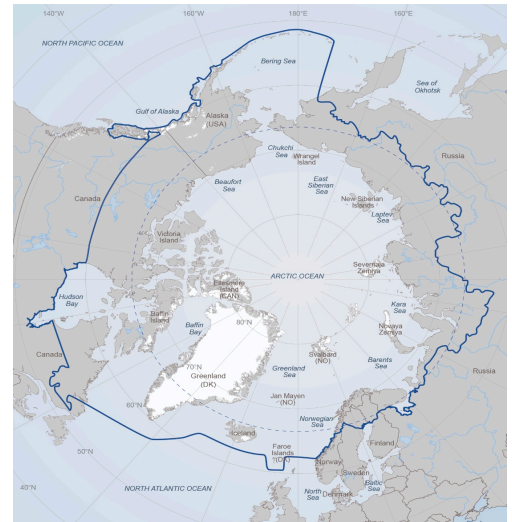 140°W
160°W
180°E
160°E
NORTH PACIFIC OCEAN
Bering Sea
Sea of
Okhotsk
Gulf of Alaska
Alaska
(USA)
Chukchi
Sea
Wrangel
Island
Russia
Canada
Beaufort
Sea
East
Siberian
Sea
New Siberian
Islands
Laptev
Sea
Victoria
Island
Severnaja
Zemlya
ARCTIC OCEAN
Ellesmere
Island
(CAN)
Hudson
Bay
Baffin
Island
Baffin
Bay
Kara
Sea
80°N
Novaya
Zemlya
Canada
Svalbard
(NO)
Barents
Sea
Russia
70°N
Greenland
(DK)
Greenland
Sea
60°N
Jan Mayen
(NO)
Norwegian
Sea
Iceland
50°N
Faroe
Islands
(DK)
Finland
Norway
Sweden
40°N
NORTH ATLANTIC OCEAN
North
Sea
Denmark
Baltic
Sea